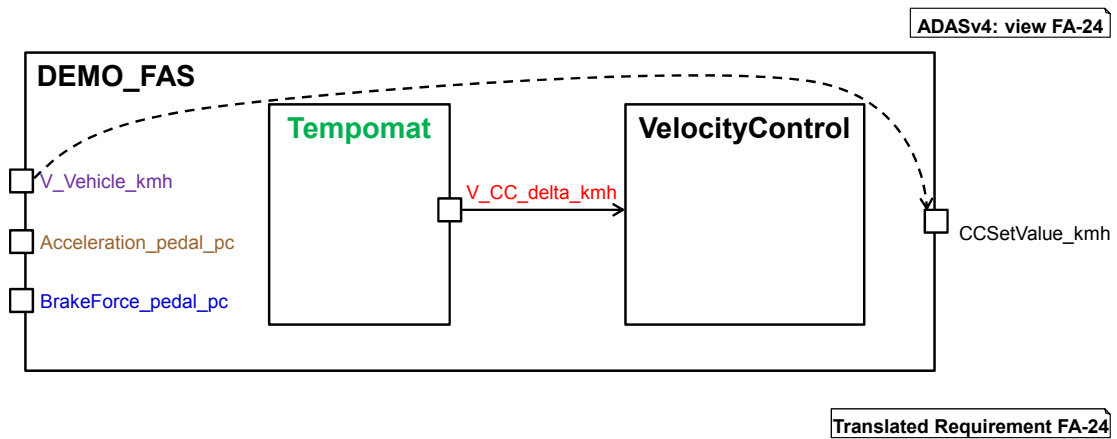 ADASv4: view FA-24
DEMO_FAS
Tempomat
VelocityControl
V_Vehicle_kmh
V_CC_delta_kmh
Acceleration_pedal_pc
CCSetValue_kmh
BrakeForce_pedal_pc
Translated Requirement FA-24